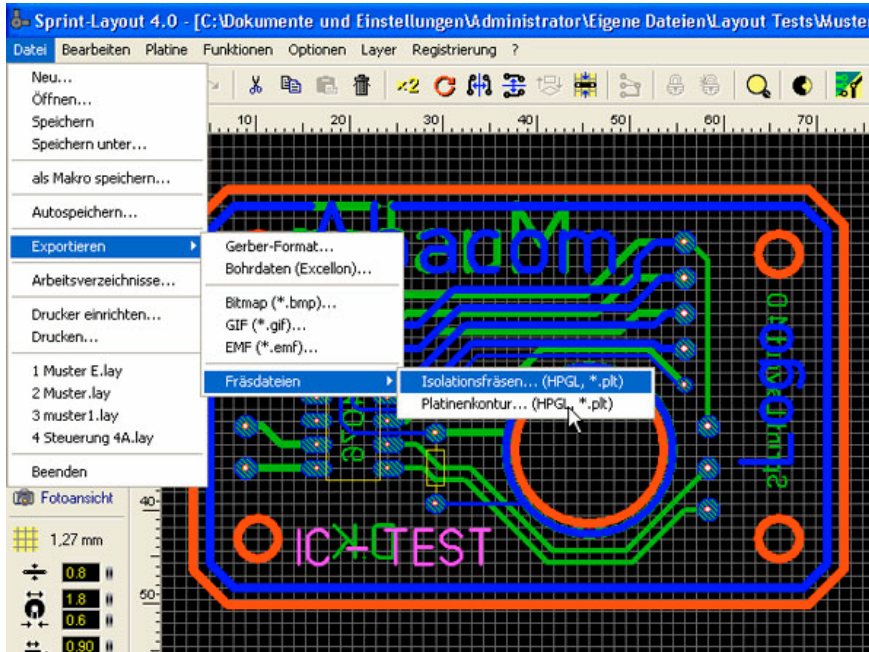 Sprint-Layout 4.0 - [C:\Dokumente und Einstellungen\Administrator\Eigene Dateien\Layout Tests\Muster
Datei Bearbeiten Platine Funktionen Optionen Layer Registrierung ?
Neu...
Öffnen...
Speichern
Speichern unter...
als Makro speichern...
Autospeichern...
Exportieren
Arbeitsverzeichnisse...
Drucker einrichten...
Drucken...
1 Muster E.lay
2 Muster.lay
3 muster1.lay
4 Steuerung 4A.lay
Beenden
×2
10 20 30 40 50 60 70
Gerber-Format...
Bohrdaten (Excellon)...
Bitmap (*.bmp)...
GIF (*.gif)...
EMF (*.emf)...
Fräsdateien
Isolationsfräsen... (HPGL, *.plt)
Platinenkontur... (HPGL, *.plt)
Abacom
Logo
IC - TEST
Fotoansicht
40
1,27 mm
0.8
50
1.8
0.6
0.90